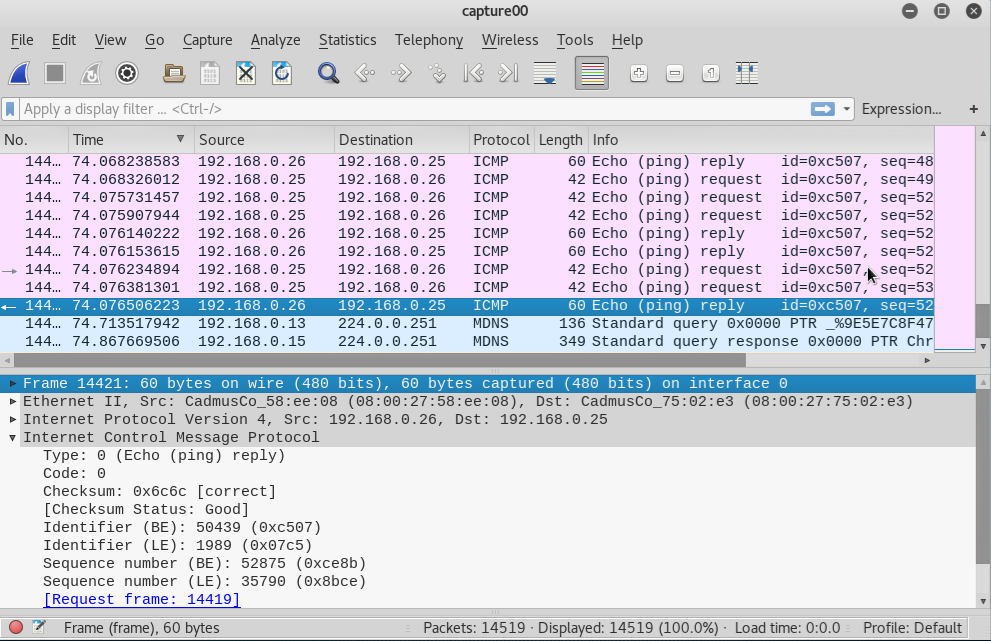 capture00
File Edit View Go Capture Analyze Statistics Telephony Wireless Tools Help
Apply a display filter ... <Ctrl-/> Expression... +
No. Time Source Destination Protocol Length Info
144… 74.068238583 192.168.0.26 192.168.0.25 ICMP 60 Echo (ping) reply id=0xc507, seq=48
144… 74.068326012 192.168.0.25 192.168.0.26 ICMP 42 Echo (ping) request id=0xc507, seq=49
144… 74.075731457 192.168.0.25 192.168.0.26 ICMP 42 Echo (ping) request id=0xc507, seq=52
144… 74.075907944 192.168.0.25 192.168.0.26 ICMP 42 Echo (ping) request id=0xc507, seq=52
144… 74.076140222 192.168.0.26 192.168.0.25 ICMP 60 Echo (ping) reply id=0xc507, seq=52
144… 74.076153615 192.168.0.26 192.168.0.25 ICMP 60 Echo (ping) reply id=0xc507, seq=52
144… 74.076234894 192.168.0.25 192.168.0.26 ICMP 42 Echo (ping) request id=0xc507, seq=52
144… 74.076381301 192.168.0.25 192.168.0.26 ICMP 42 Echo (ping) request id=0xc507, seq=53
144… 74.076506223 192.168.0.26 192.168.0.25 ICMP 60 Echo (ping) reply id=0xc507, seq=52
144… 74.713517942 192.168.0.13 224.0.0.251 MDNS 136 Standard query 0x0000 PTR _%9E5E7C8F47
144… 74.867669506 192.168.0.15 224.0.0.251 MDNS 349 Standard query response 0x0000 PTR Chr
Frame 14421: 60 bytes on wire (480 bits), 60 bytes captured (480 bits) on interface 0
Ethernet II, Src: CadmusCo_58:ee:08 (08:00:27:58:ee:08), Dst: CadmusCo_75:02:e3 (08:00:27:75:02:e3)
Internet Protocol Version 4, Src: 192.168.0.26, Dst: 192.168.0.25
Internet Control Message Protocol
Type: 0 (Echo (ping) reply)
Code: 0
Checksum: 0x6c6c [correct]
[Checksum Status: Good]
Identifier (BE): 50439 (0xc507)
Identifier (LE): 1989 (0x07c5)
Sequence number (BE): 52875 (0xce8b)
Sequence number (LE): 35790 (0x8bce)
[Request frame: 14419]
Frame (frame), 60 bytes Packets: 14519 · Displayed: 14519 (100.0%) · Load time: 0:0.0 Profile: Default